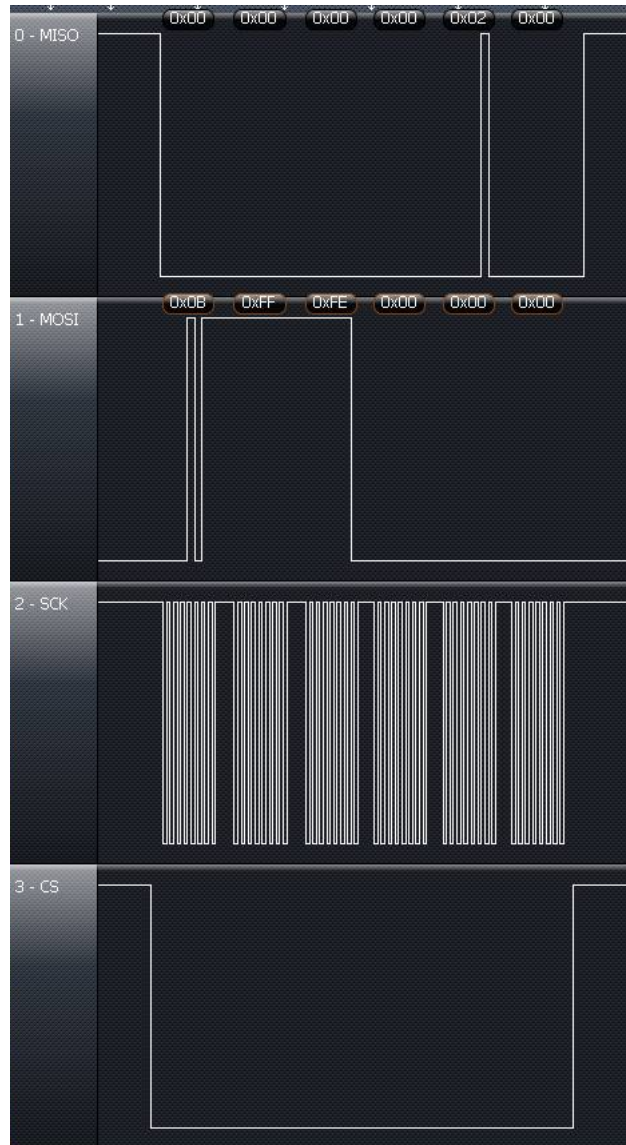 0x00 0x00 0x00 0x00 0x02 0x00
0 - MISO
0x0B 0xFF 0xFE 0x00 0x00 0x00
1 - MOSI
2 - SCK
3 - CS